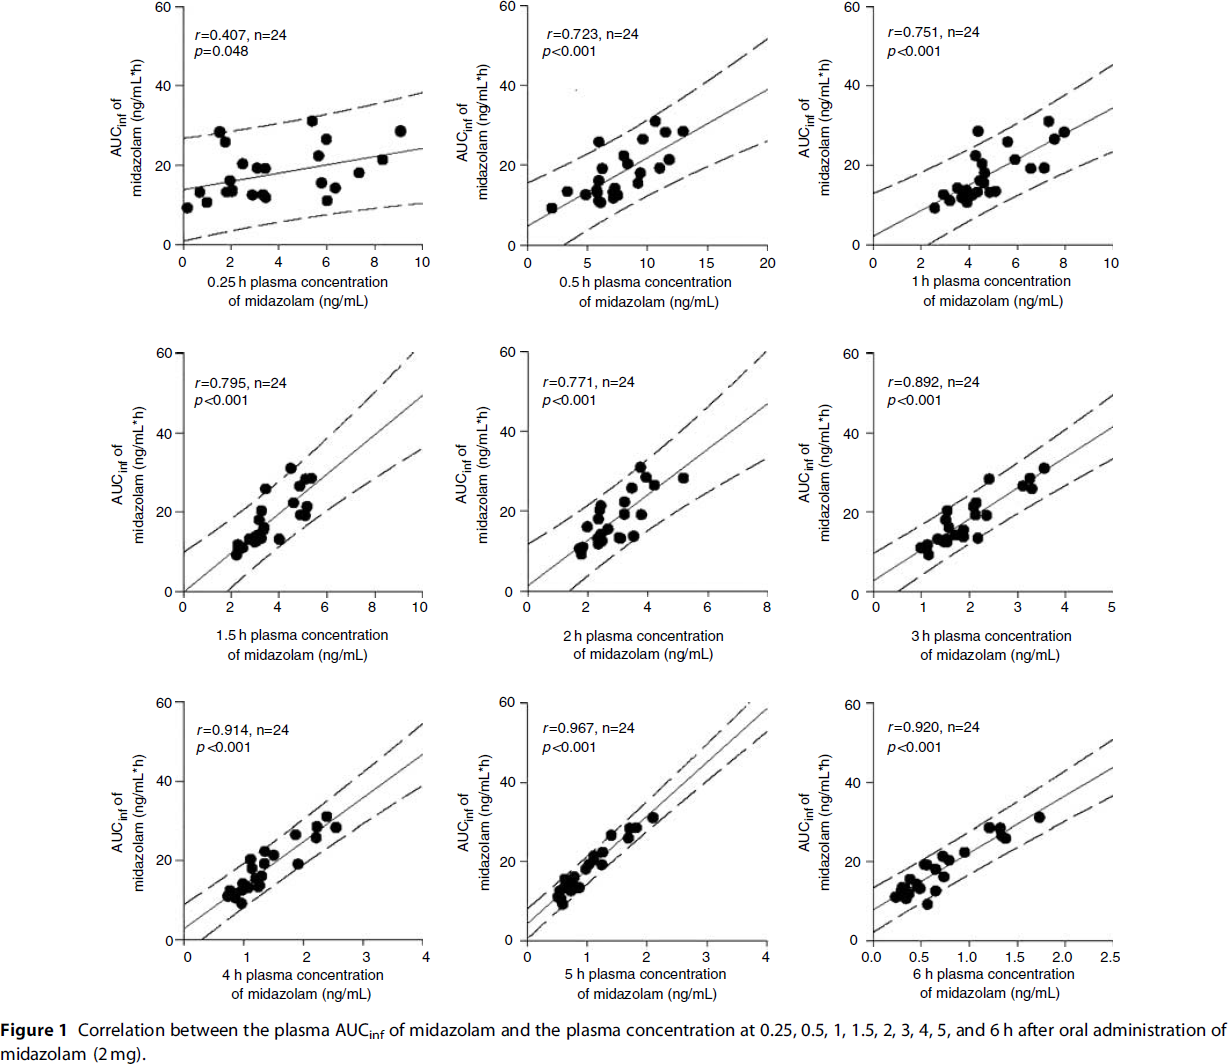 r=0.407, n=24
p=0.048
AUCinf of
midazolam (ng/mL*h)
60
40
20
0
0 2 4 6 8 10
0.25 h plasma concentration
of midazolam (ng/mL)
r=0.723, n=24
p<0.001
AUCinf of
midazolam (ng/mL*h)
60
40
20
0
0 5 10 15 20
0.5 h plasma concentration
of midazolam (ng/mL)
r=0.751, n=24
p<0.001
AUCinf of
midazolam (ng/mL*h)
60
40
20
0
0 2 4 6 8 10
1 h plasma concentration
of midazolam (ng/mL)
r=0.795, n=24
p<0.001
AUCinf of
midazolam (ng/mL*h)
60
40
20
0
0 2 4 6 8 10
1.5 h plasma concentration
of midazolam (ng/mL)
r=0.771, n=24
p<0.001
AUCinf of
midazolam (ng/mL*h)
60
40
20
0
0 2 4 6 8
2 h plasma concentration
of midazolam (ng/mL)
r=0.892, n=24
p<0.001
AUCinf of
midazolam (ng/mL*h)
60
40
20
0
0 1 2 3 4 5
3 h plasma concentration
of midazolam (ng/mL)
r=0.914, n=24
p<0.001
AUCinf of
midazolam (ng/mL*h)
60
40
20
0
0 1 2 3 4
4 h plasma concentration
of midazolam (ng/mL)
r=0.967, n=24
p<0.001
AUCinf of
midazolam (ng/mL*h)
60
40
20
0
0 1 2 3 4
5 h plasma concentration
of midazolam (ng/mL)
r=0.920, n=24
p<0.001
AUCinf of
midazolam (ng/mL*h)
60
40
20
0
0.0 0.5 1.0 1.5 2.0 2.5
6 h plasma concentration
of midazolam (ng/mL)
Figure 1 Correlation between the plasma AUCinf of midazolam and the plasma concentration at 0.25, 0.5, 1, 1.5, 2, 3, 4, 5, and 6 h after oral administration of
midazolam (2 mg).